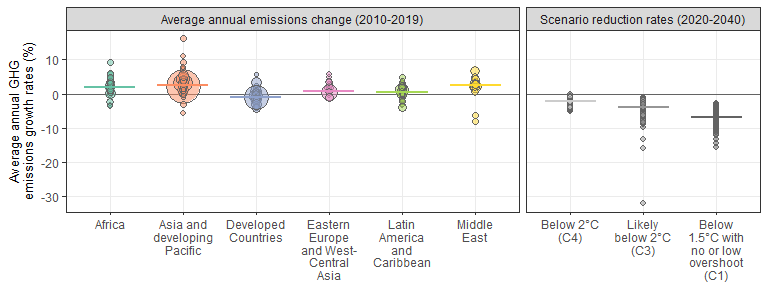 Average annual emissions change (2010-2019)
Scenario reduction rates (2020-2040)
Average annual GHG
emissions growth rates (%)
10
0
-10
-20
-30
Africa
Asia and
developing
Pacific
Developed
Countries
Eastern
Europe
and West-
Central
Asia
Latin
America
and
Caribbean
Middle
East
Below 2°C
(C4)
Likely
below 2°C
(C3)
Below
1.5°C with
no or low
overshoot
(C1)